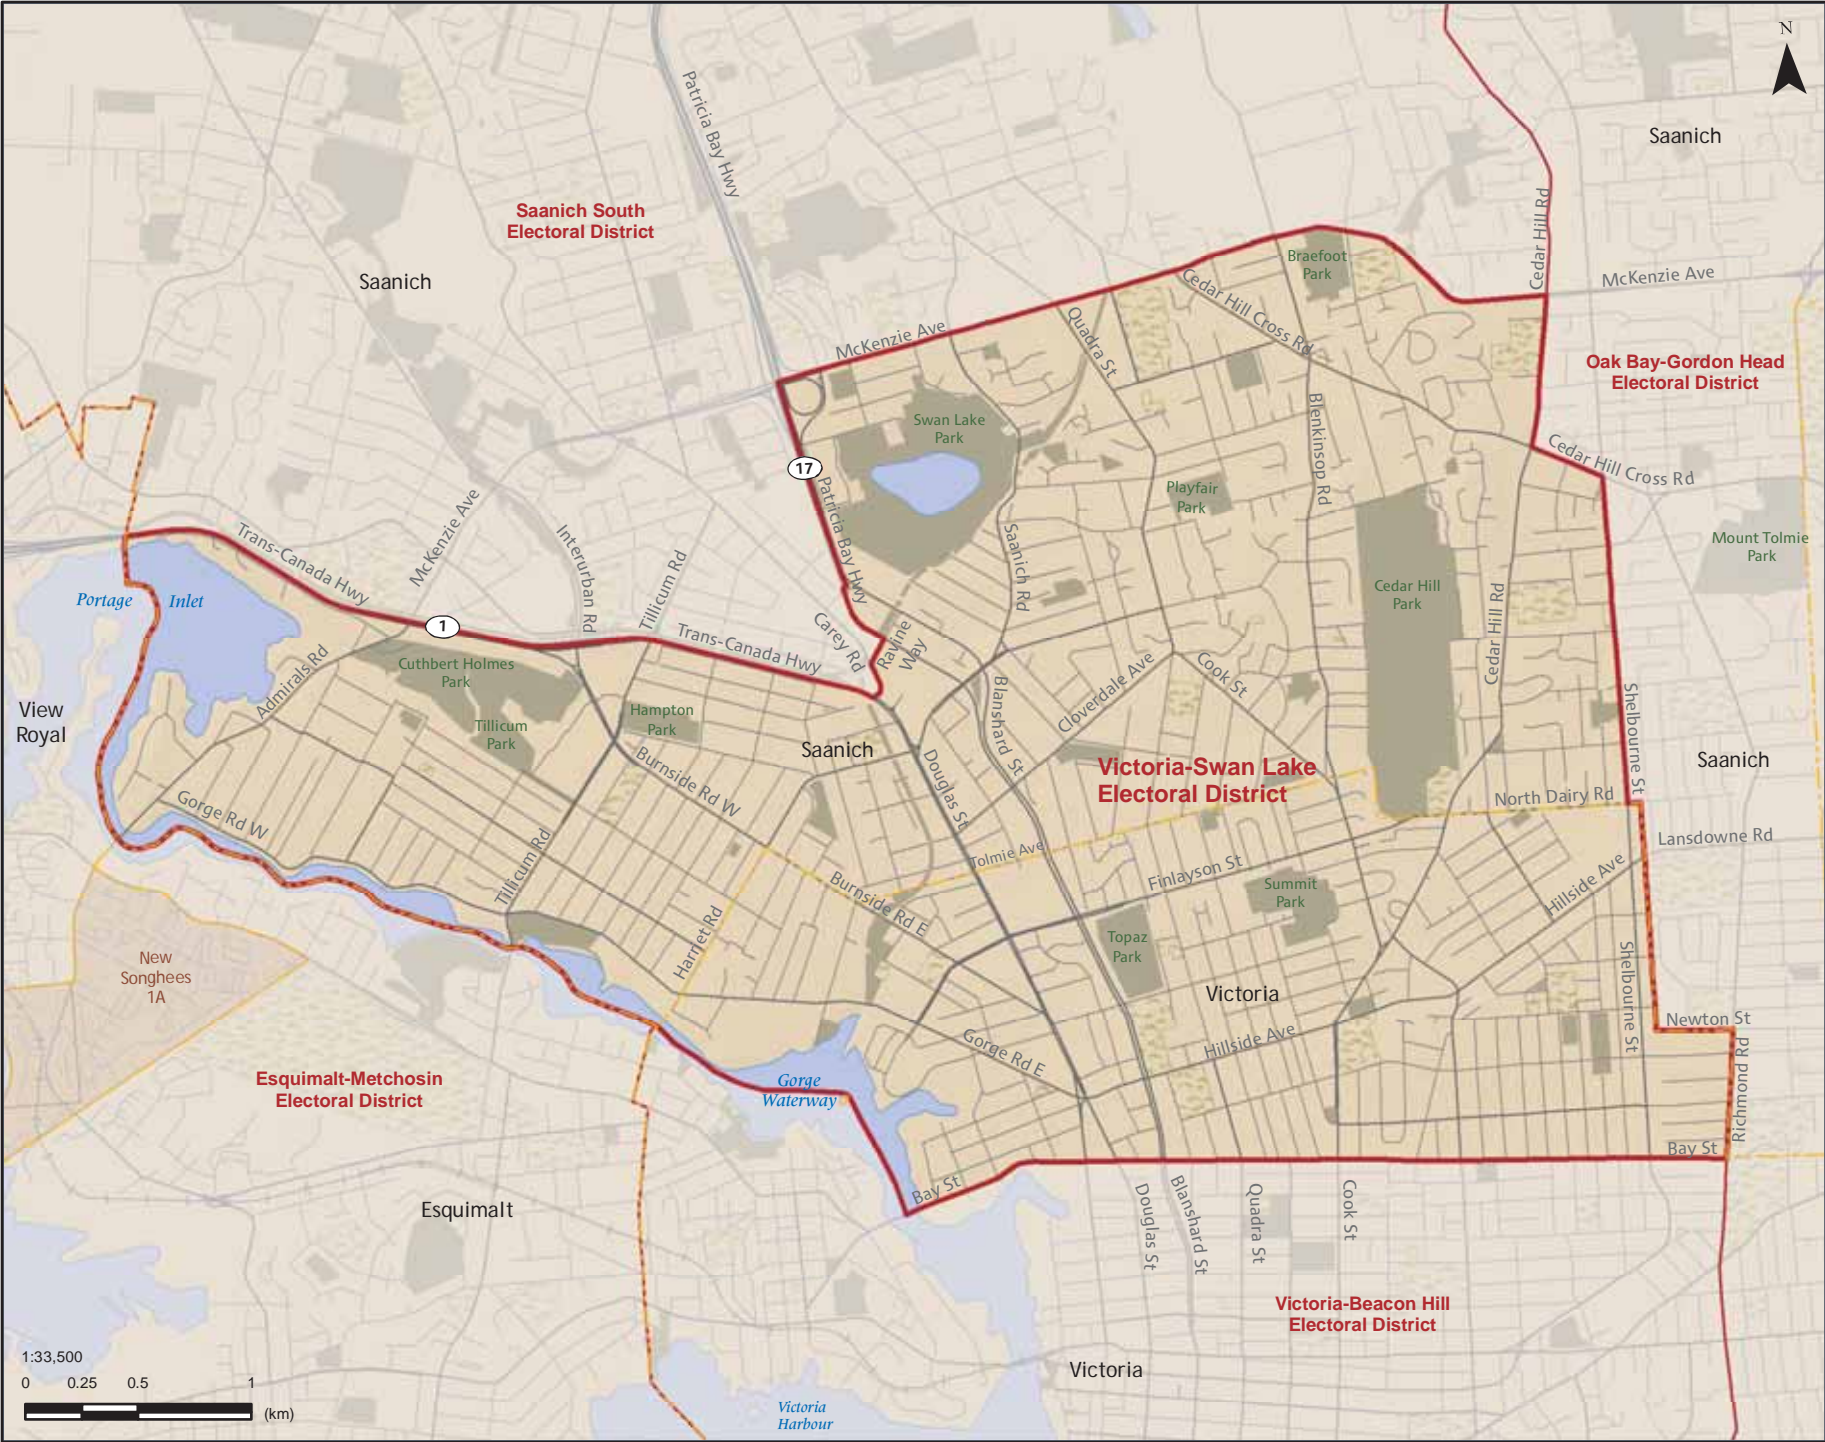 N
Patricia Bay Hwy
Saanich
Saanich South
Electoral District
Cedar Hill Rd
Braefoot
Park
McKenzie Ave
Saanich
Cedar Hill Cross Rd
Quadra St
McKenzie Ave
Oak Bay-Gordon Head
Electoral District
Blenkinsop Rd
Swan Lake
Park
17
Cedar Hill Cross Rd
Patricia Bay Hwy
Playfair
Park
McKenzie Ave
Interurban Rd
Tillicum Rd
Trans-Canada Hwy
Saanich Rd
Mount Tolmie
Park
Portage
Inlet
Cedar Hill
Park
Cedar Hill Rd
1
Trans-Canada Hwy
Carey Rd
Ravine
Way
Admirals Rd
Cuthbert Holmes
Park
Cloverdale Ave
Cook St
Blanshard St
Shelbourne St
View
Royal
Hampton
Park
Tillicum
Park
Saanich
Douglas St
Victoria-Swan Lake
Electoral District
Saanich
Burnside Rd W
Gorge Rd W
North Dairy Rd
Lansdowne Rd
Tillicum Rd
Tolmie Ave
Finlayson St
Burnside Rd E
Summit
Park
Hillside Ave
Harriet Rd
Topaz
Park
New
Songhees
1A
Victoria
Shelbourne St
Newton St
Hillside Ave
Gorge Rd E
Richmond Rd
Esquimalt-Metchosin
Electoral District
Gorge
Waterway
Bay St
Bay St
Esquimalt
Douglas St
Blanshard St
Quadra St
Cook St
Victoria-Beacon Hill
Electoral District
Victoria
Victoria
Harbour
1:33,500
0 0.25 0.5 1
(km)